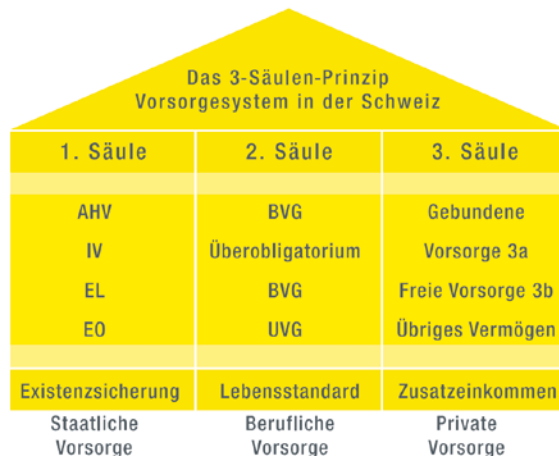 Das 3-Säulen-Prinzip
Vorsorgesystem in der Schweiz
1. Säule
2. Säule
3. Säule
AHV
BVG
Gebundene
IV
Überobligatorium
Vorsorge 3a
EL
BVG
Freie Vorsorge 3b
EO
UVG
Übriges Vermögen
Existenzsicherung
Lebensstandard
Zusatzeinkommen
Staatliche
Vorsorge
Berufliche
Vorsorge
Private
Vorsorge